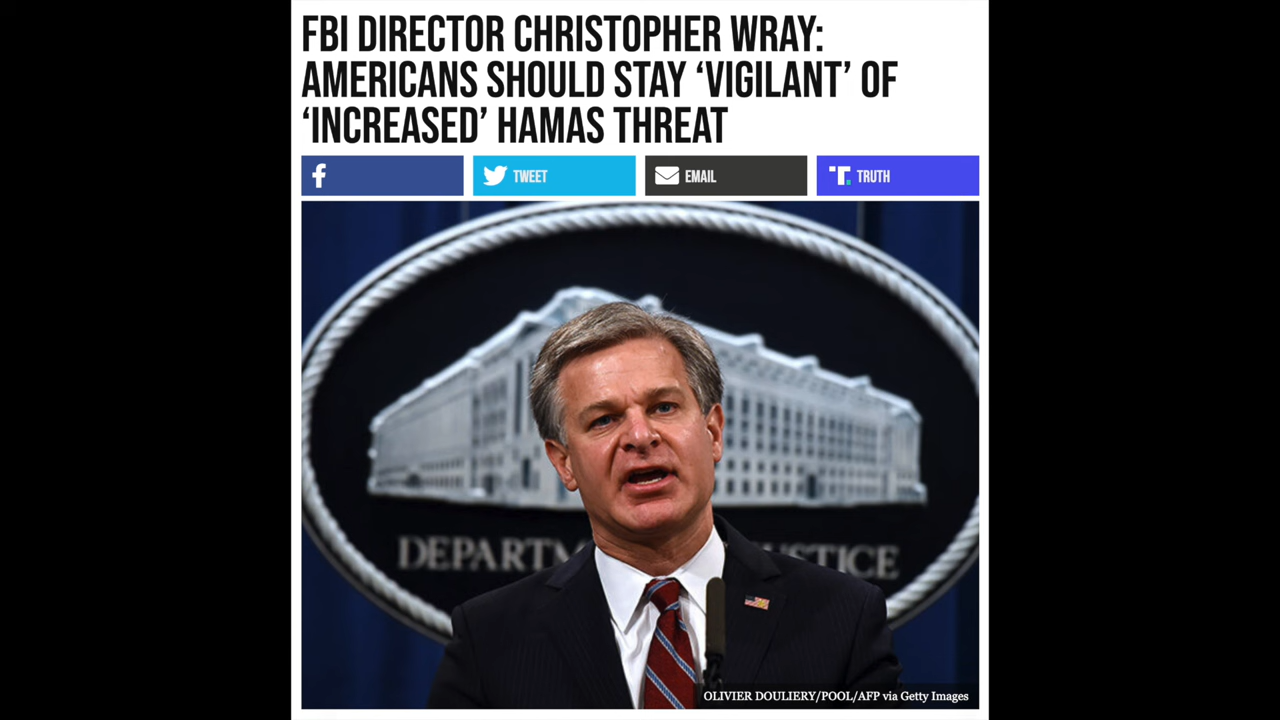 FBI DIRECTOR CHRISTOPHER WRAY:
AMERICANS SHOULD STAY ‘VIGILANT’ OF
‘INCREASED’ HAMAS THREAT
TWEET
EMAIL
TRUTH
DEPARTM STICE
OLIVIER DOULIERY/POOL/AFP via Getty Images